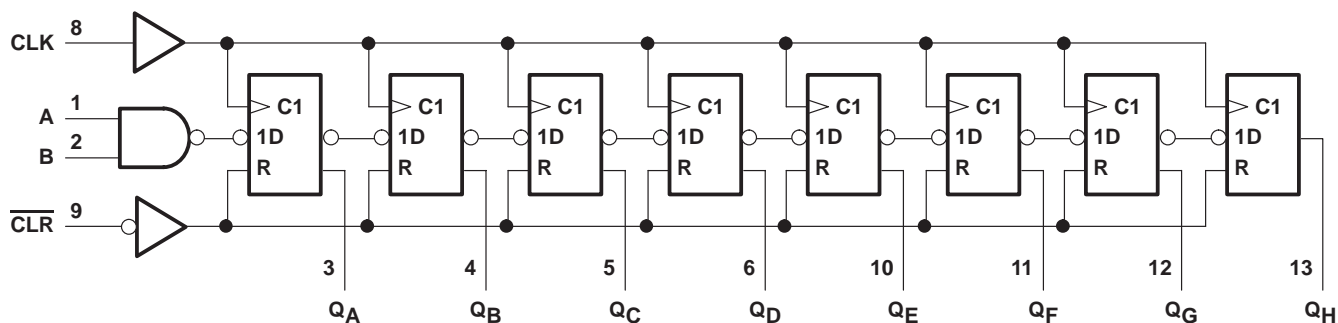 CLK 8
A 1
B 2
CLR 9
C1 C1 C1 C1 C1 C1 C1 C1
1D 1D 1D 1D 1D 1D 1D 1D
R R R R R R R R
3 4 5 6 10 11 12 13
QA QB QC QD QE QF QG QH